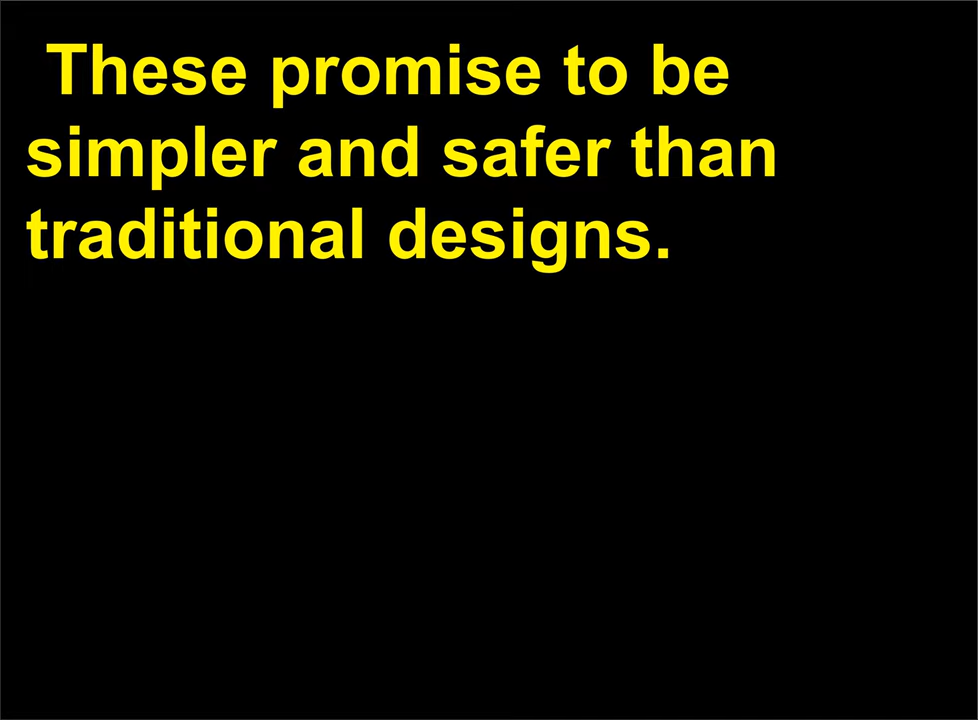 These promise to be
simpler and safer than
traditional designs.